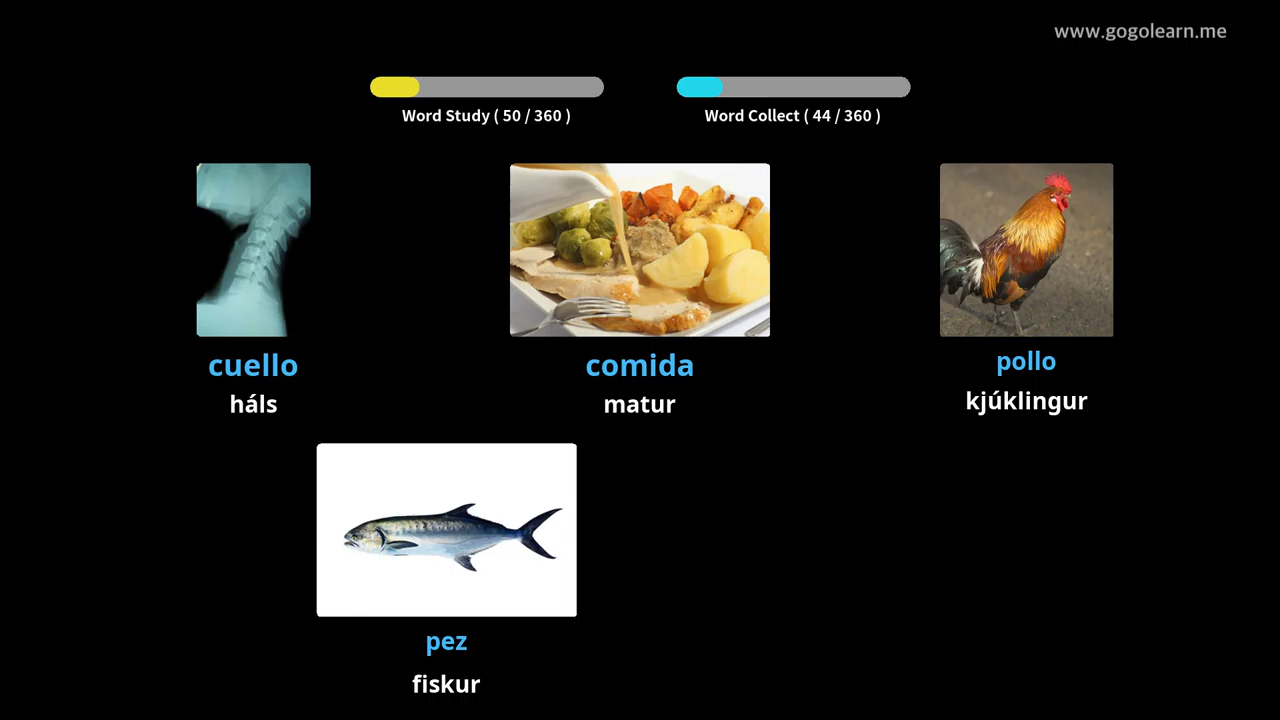 www.gogolearn.me
Word Study ( 50 / 360 )
Word Collect ( 44 / 360 )
cuello
háls
comida
matur
pollo
kjúklingur
pez
fiskur